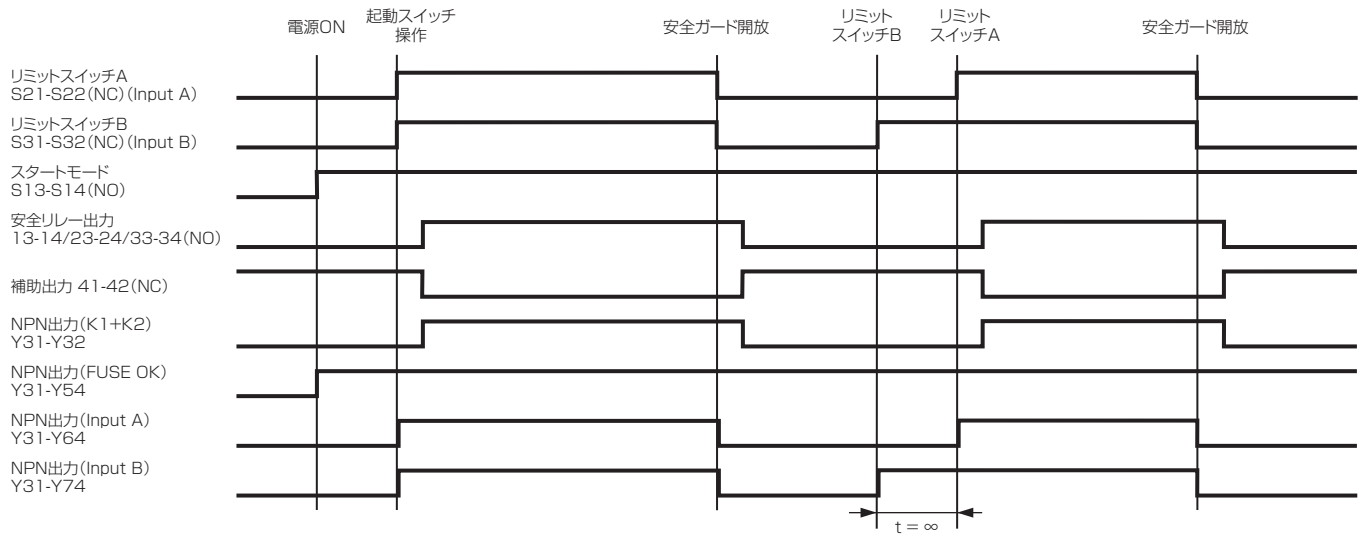 電源ON
起動スイッチ
操作
安全ガード開放
リミット
スイッチB
リミット
スイッチA
安全ガード開放
リミットスイッチA
S21-S22(NC)(Input A)
リミットスイッチB
S31-S32(NC)(Input B)
スタートモード
S13-S14(NO)
安全リレー出力
13-14/23-24/33-34(NO)
補助出力 41-42(NC)
NPN出力(K1+K2)
Y31-Y32
NPN出力(FUSE OK)
Y31-Y54
NPN出力(Input A)
Y31-Y64
NPN出力(Input B)
Y31-Y74
t = ∞